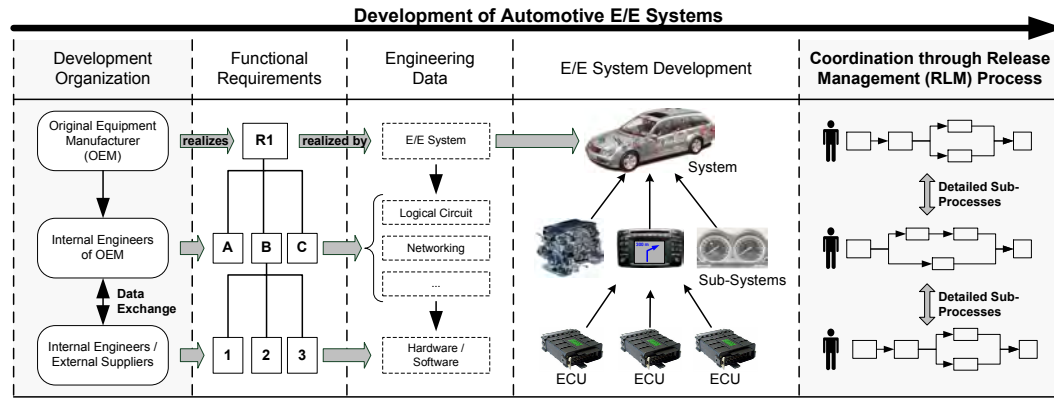 Development of Automotive E/E Systems
Development
Organization
Functional
Requirements
Engineering
Data
E/E System Development
Coordination through Release
Management (RLM) Process
Original Equipment
Manufacturer
(OEM)
realizes
R1
realized by
E/E System
System
Detailed Sub-
Processes
Internal Engineers
of OEM
A
B
C
Logical Circuit
Networking
...
Sub-Systems
Data
Exchange
Detailed Sub-
Processes
Internal Engineers /
External Suppliers
1
2
3
Hardware /
Software
ECU
ECU
ECU